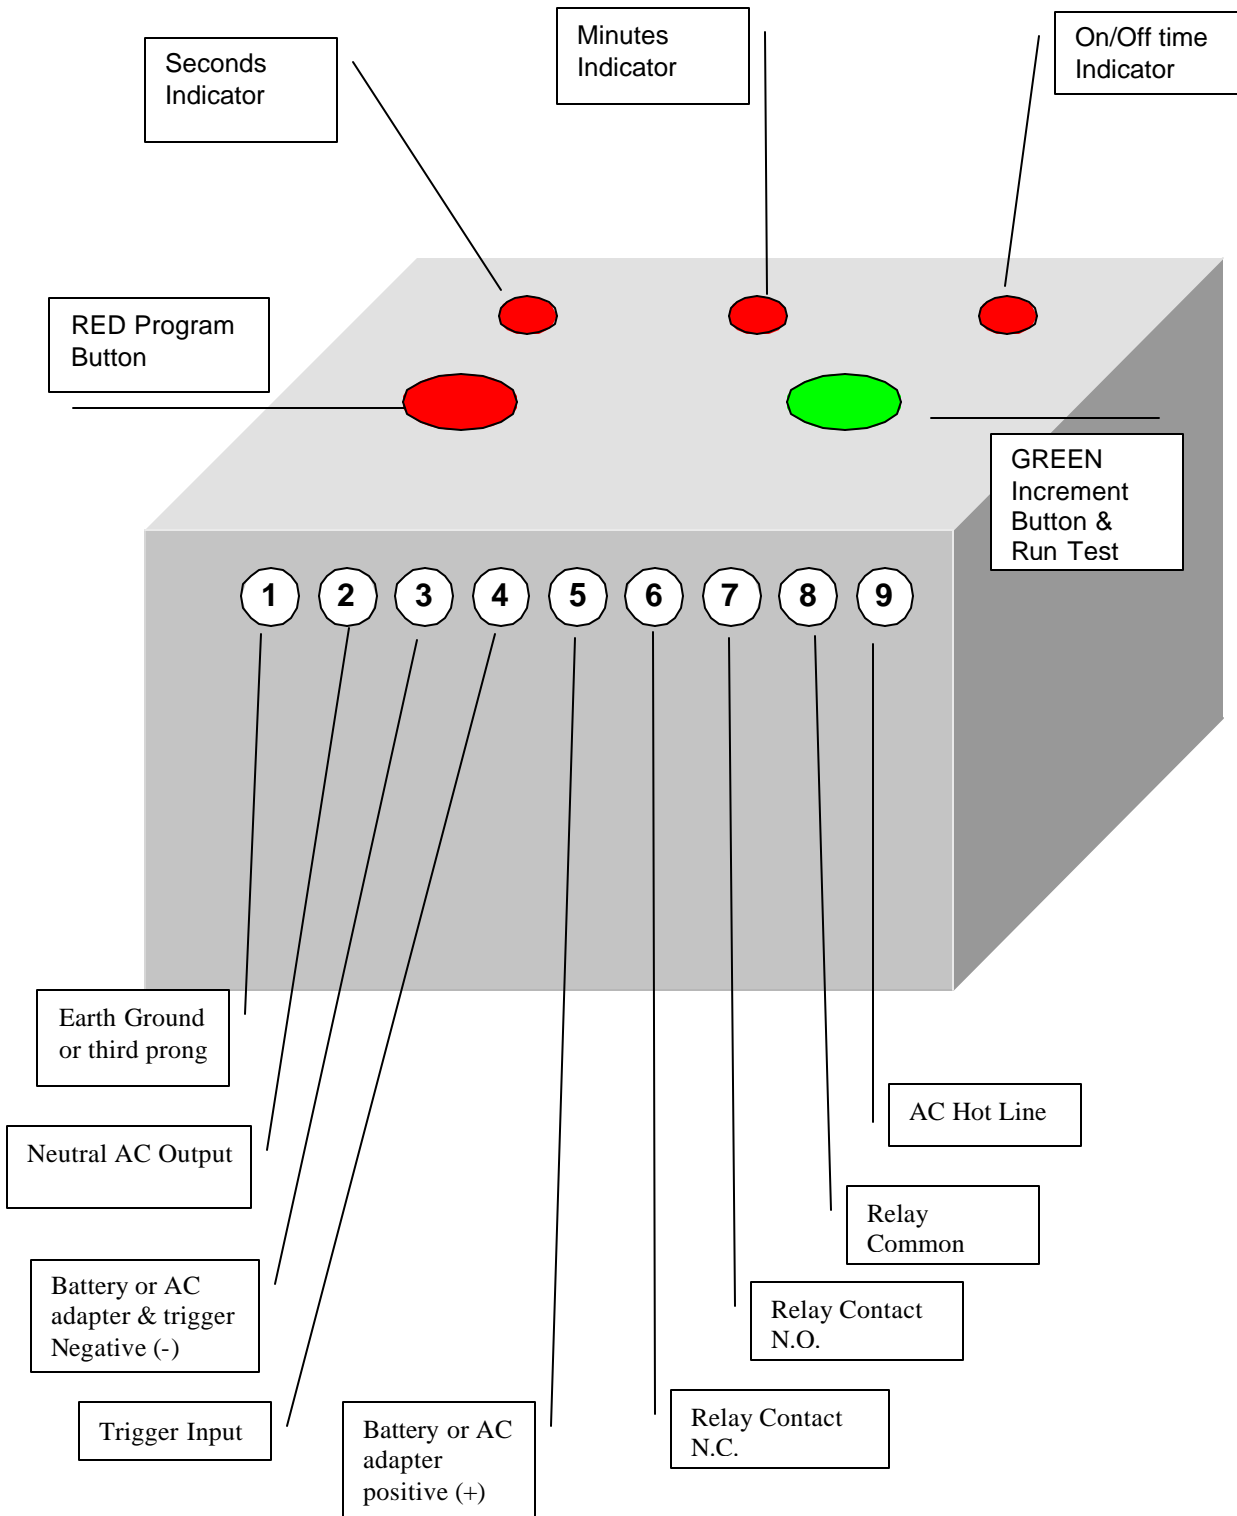 Seconds
Indicator
Minutes
Indicator
On/Off time
Indicator
RED Program
Button
GREEN
Increment
Button &
Run Test
1 2 3 4 5 6 7 8 9
Earth Ground
or third prong
AC Hot Line
Neutral AC Output
Relay
Common
Battery or AC
adapter & trigger
Negative (-)
Relay Contact
N.O.
Trigger Input
Battery or AC
adapter
positive (+)
Relay Contact
N.C.